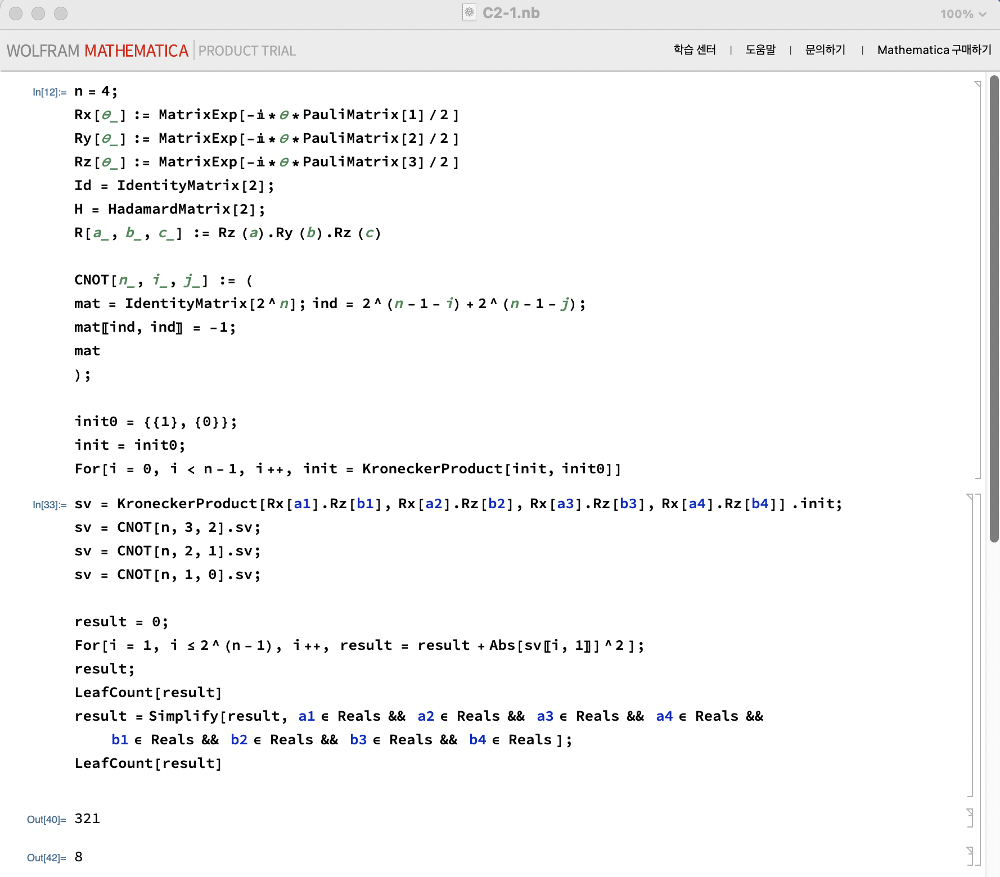 C2-1.nb
100%
WOLFRAM MATHEMATICA PRODUCT TRIAL
학습 센터 | 도움말 | 문의하기 | Mathematica 구매하기
In[12]:= n = 4;
Rx[θ_] := MatrixExp[-ⅈ*θ*PauliMatrix[1]/2]
Ry[θ_] := MatrixExp[-ⅈ*θ*PauliMatrix[2]/2]
Rz[θ_] := MatrixExp[-ⅈ*θ*PauliMatrix[3]/2]
Id = IdentityMatrix[2];
H = HadamardMatrix[2];
R[a_, b_, c_] := Rz (a).Ry (b).Rz (c)
CNOT[n_, i_, j_] := (
mat = IdentityMatrix[2^n]; ind = 2^(n-1-i)+2^(n-1-j);
mat⟦ind, ind⟧ = -1;
mat
);
init0 = {{1}, {0}};
init = init0;
For[i = 0, i < n-1, i++, init = KroneckerProduct[init, init0]]
In[33]:= sv = KroneckerProduct[Rx[a1].Rz[b1], Rx[a2].Rz[b2], Rx[a3].Rz[b3], Rx[a4].Rz[b4]] .init;
sv = CNOT[n, 3, 2].sv;
sv = CNOT[n, 2, 1].sv;
sv = CNOT[n, 1, 0].sv;
result = 0;
For[i = 1, i ≤ 2^(n-1), i++, result = result +Abs[sv⟦i, 1⟧]^2];
result;
LeafCount[result]
result = Simplify[result, a1 ∈ Reals && a2 ∈ Reals && a3 ∈ Reals && a4 ∈ Reals &&
b1 ∈ Reals && b2 ∈ Reals && b3 ∈ Reals && b4 ∈ Reals ];
LeafCount[result]
Out[40]= 321
Out[42]= 8